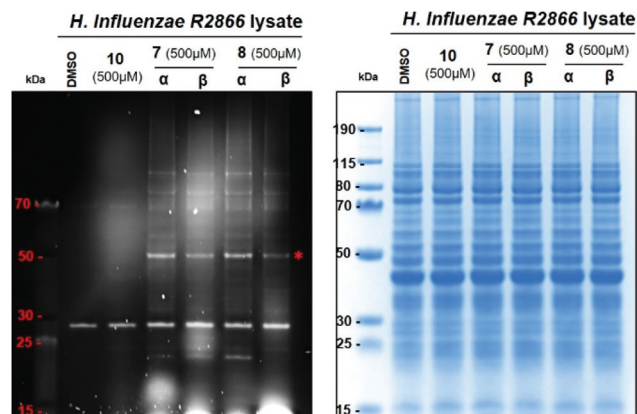 H. Influenzae R2866 lysate
7 (500µM) 8 (500µM)
10
(500µM)
kDa DMSO α β α β
70 -
50 -
*
30 -
25 -
15 -
H. Influenzae R2866 lysate
7 (500µM) 8 (500µM)
10
(500µM)
kDa DMSO α β α β
190 -
115 -
80 -
70 -
50 -
30 -
25 -
15 -